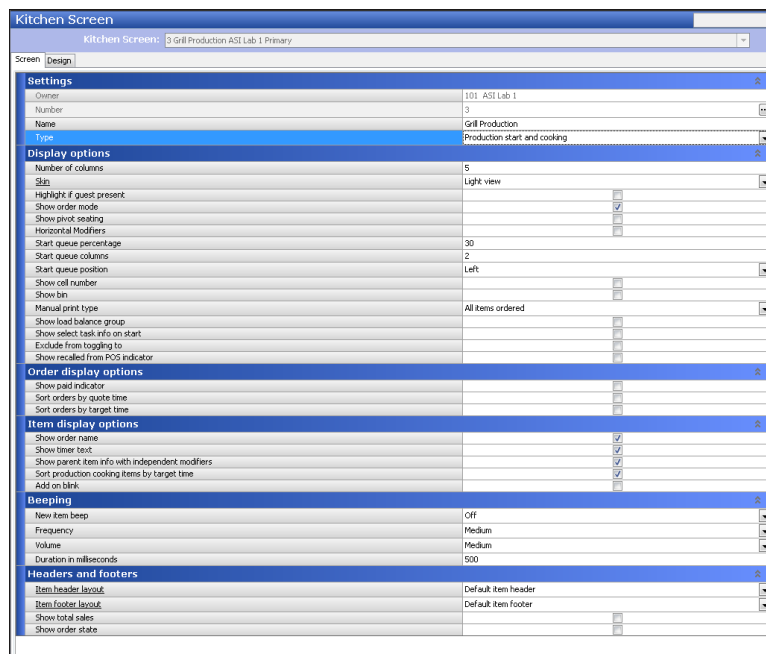 Kitchen Screen
Kitchen Screen: 3 Grill Production ASI Lab 1 Primary
Screen Design
Settings
Owner 101 ASI Lab 1
Number 3
Name Grill Production
Type Production start and cooking
Display options
Number of columns 5
Skin Light view
Highlight if guest present
Show order mode
Show pivot seating
Horizontal Modifiers
Start queue percentage 30
Start queue columns 2
Start queue position Left
Show cell number
Show bin
Manual print type All items ordered
Show load balance group
Show select task info on start
Exclude from toggling to
Show recalled from POS indicator
Order display options
Show paid indicator
Sort orders by quote time
Sort orders by target time
Item display options
Show order name
Show timer text
Show parent item info with independent modifiers
Sort production cooking items by target time
Add on blink
Beeping
New item beep Off
Frequency Medium
Volume Medium
Duration in milliseconds 500
Headers and footers
Item header layout Default item header
Item footer layout Default item footer
Show total sales
Show order state